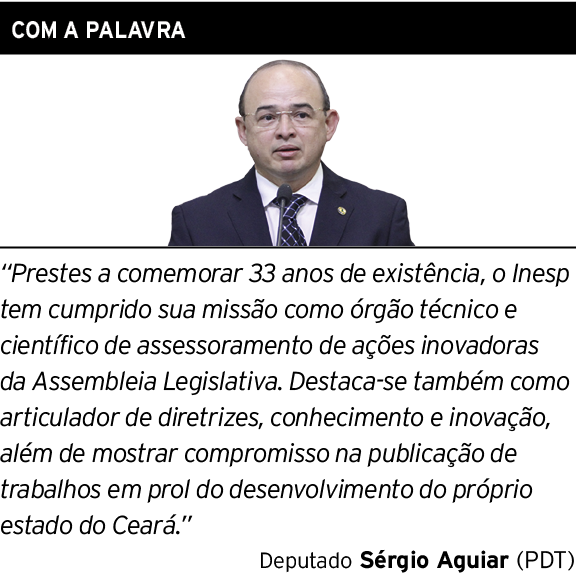 COM A PALAVRA
“Prestes a comemorar 33 anos de existência, o Inesp
tem cumprido sua missão como órgão técnico e
científico de assessoramento de ações inovadoras
da Assembleia Legislativa. Destaca-se também como
articulador de diretrizes, conhecimento e inovação,
além de mostrar compromisso na publicação de
trabalhos em prol do desenvolvimento do próprio
estado do Ceará.”
Deputado Sérgio Aguiar (PDT)